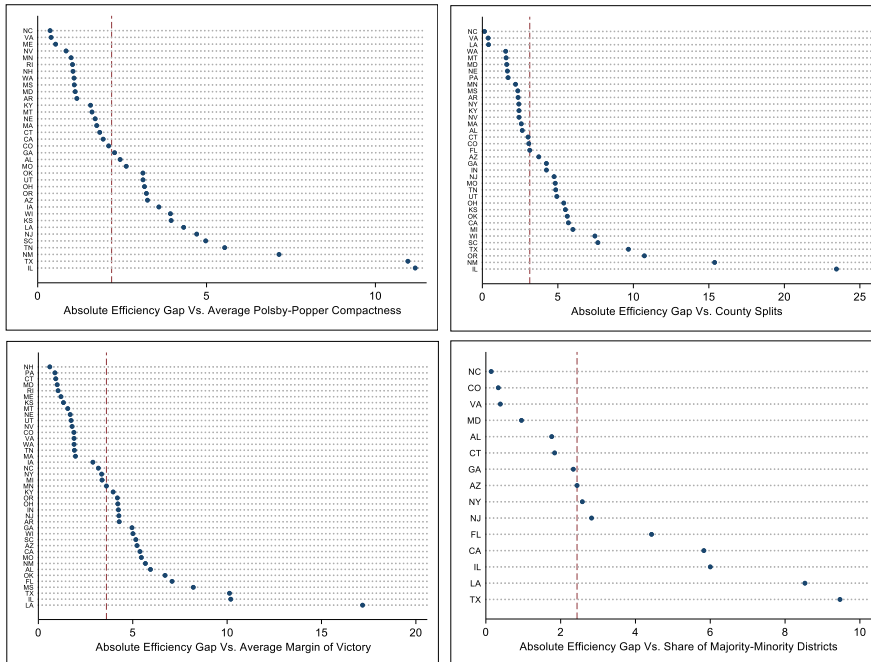 NC
VA
ME
NV
MN
RI
NH
WA
MS
MD
AR
KY
MT
NE
MA
CT
CA
CO
GA
AL
MO
OK
UT
OH
OR
AZ
IA
WI
KS
LA
NJ
SC
TN
NM
TX
IL
0 5 10
Absolute Efficiency Gap Vs. Average Polsby-Popper Compactness
NC
VA
LA
WA
MT
MD
NE
PA
MN
MS
AR
NY
KY
NV
MA
AL
CT
CO
FL
AZ
GA
IN
NJ
MO
TN
UT
OH
KS
OK
CA
MI
WI
SC
TX
OR
NM
IL
0 5 10 15 20 25
Absolute Efficiency Gap Vs. County Splits
NH
PA
CT
MD
RI
ME
KS
MT
NE
UT
NV
CO
VA
WA
TN
MA
IA
NC
NY
MI
MN
KY
OR
OH
IN
NJ
AR
GA
WI
SC
AZ
CA
MO
NM
AL
OK
FL
MS
TX
IL
LA
0 5 10 15 20
Absolute Efficiency Gap Vs. Average Margin of Victory
NC
CO
VA
MD
AL
CT
GA
AZ
NY
NJ
FL
CA
IL
LA
TX
0 2 4 6 8 10
Absolute Efficiency Gap Vs. Share of Majority-Minority Districts